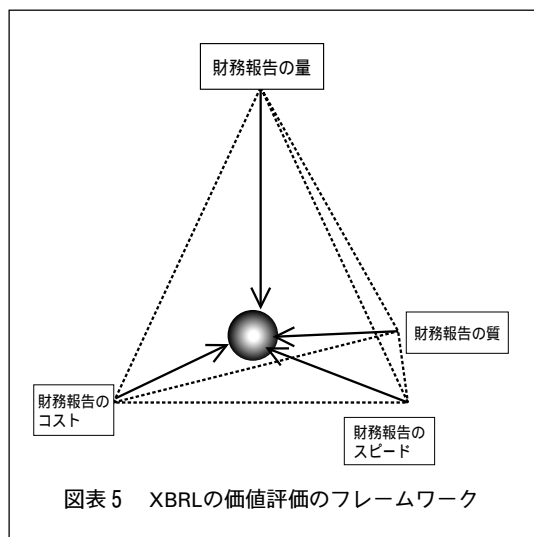 財務報告の量
財務報告の質
財務報告の
コスト
財務報告の
スピード
図表5 XBRLの価値評価のフレームワーク